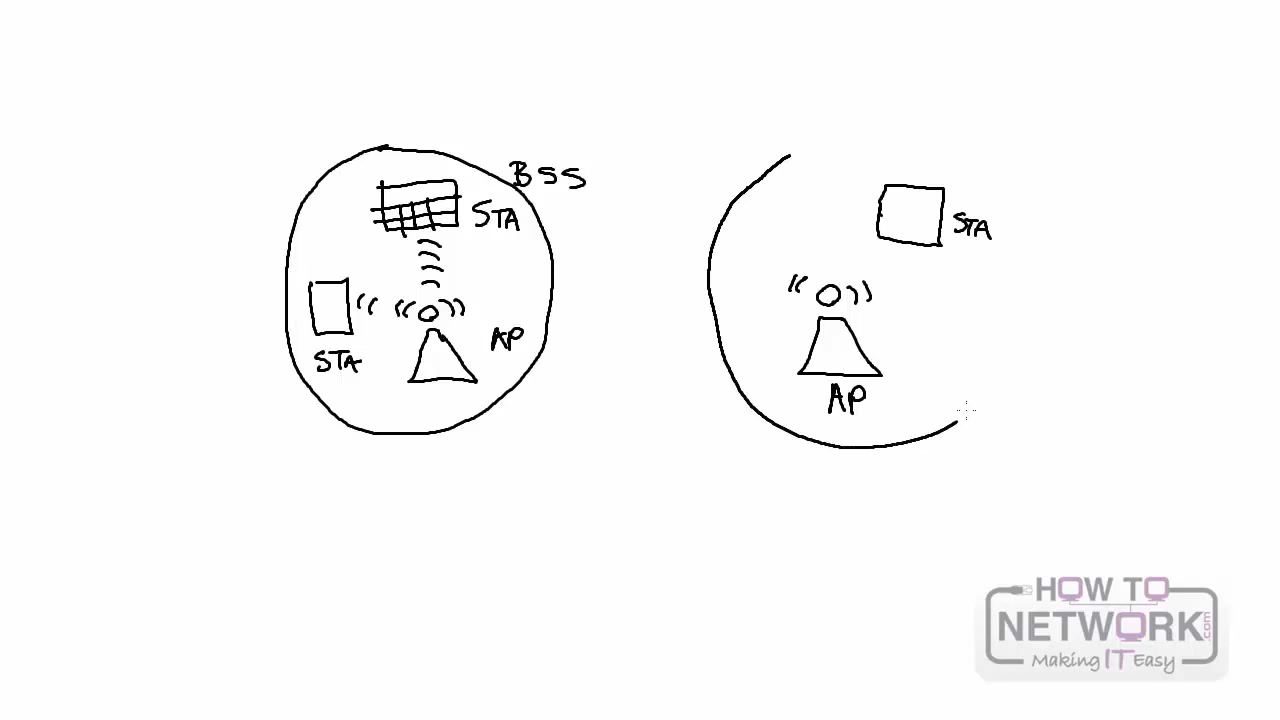 BSS
STA
STA
AP
STA
AP
HOW TO
NETWORK.com
Making IT Easy